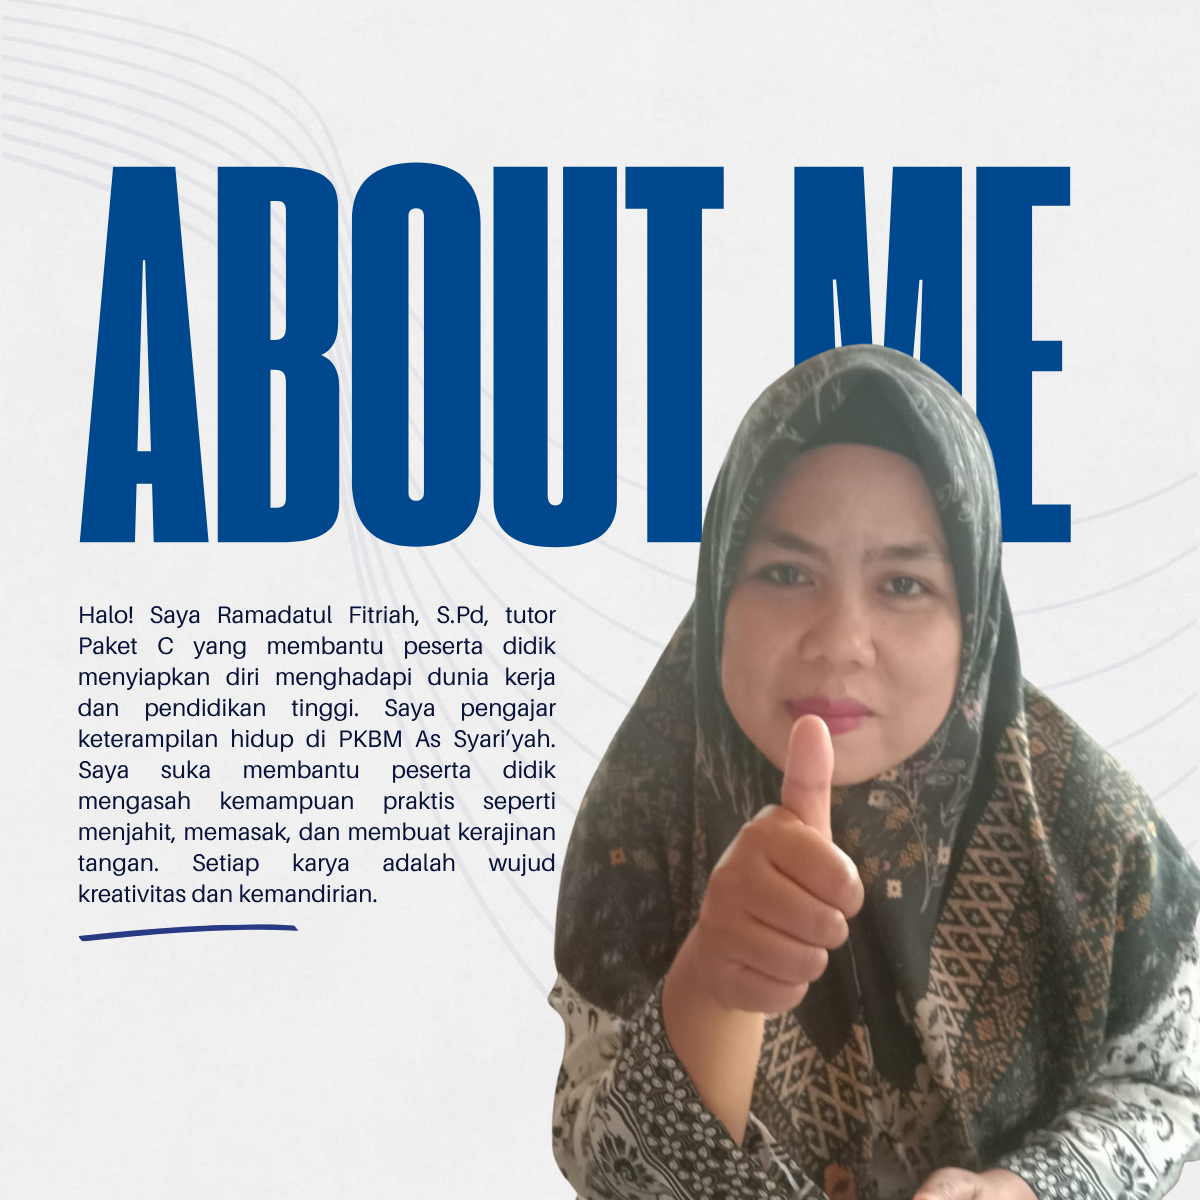 ABOUT ME
Halo! Saya Ramadatul Fitriah, S.Pd, tutor
Paket C yang membantu peserta didik
menyiapkan diri menghadapi dunia kerja
dan pendidikan tinggi. Saya pengajar
keterampilan hidup di PKBM As Syari’yah.
Saya suka membantu peserta didik
mengasah kemampuan praktis seperti
menjahit, memasak, dan membuat kerajinan
tangan. Setiap karya adalah wujud
kreativitas dan kemandirian.